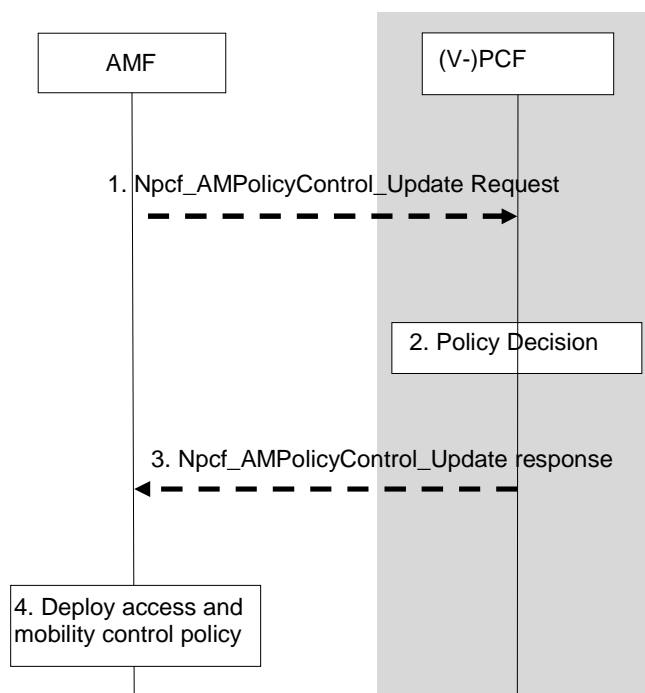 AMF
(V-)PCF
1. Npcf_AMPolicyControl_Update Request
2. Policy Decision
3. Npcf_AMPolicyControl_Update response
4. Deploy access and
mobility control policy